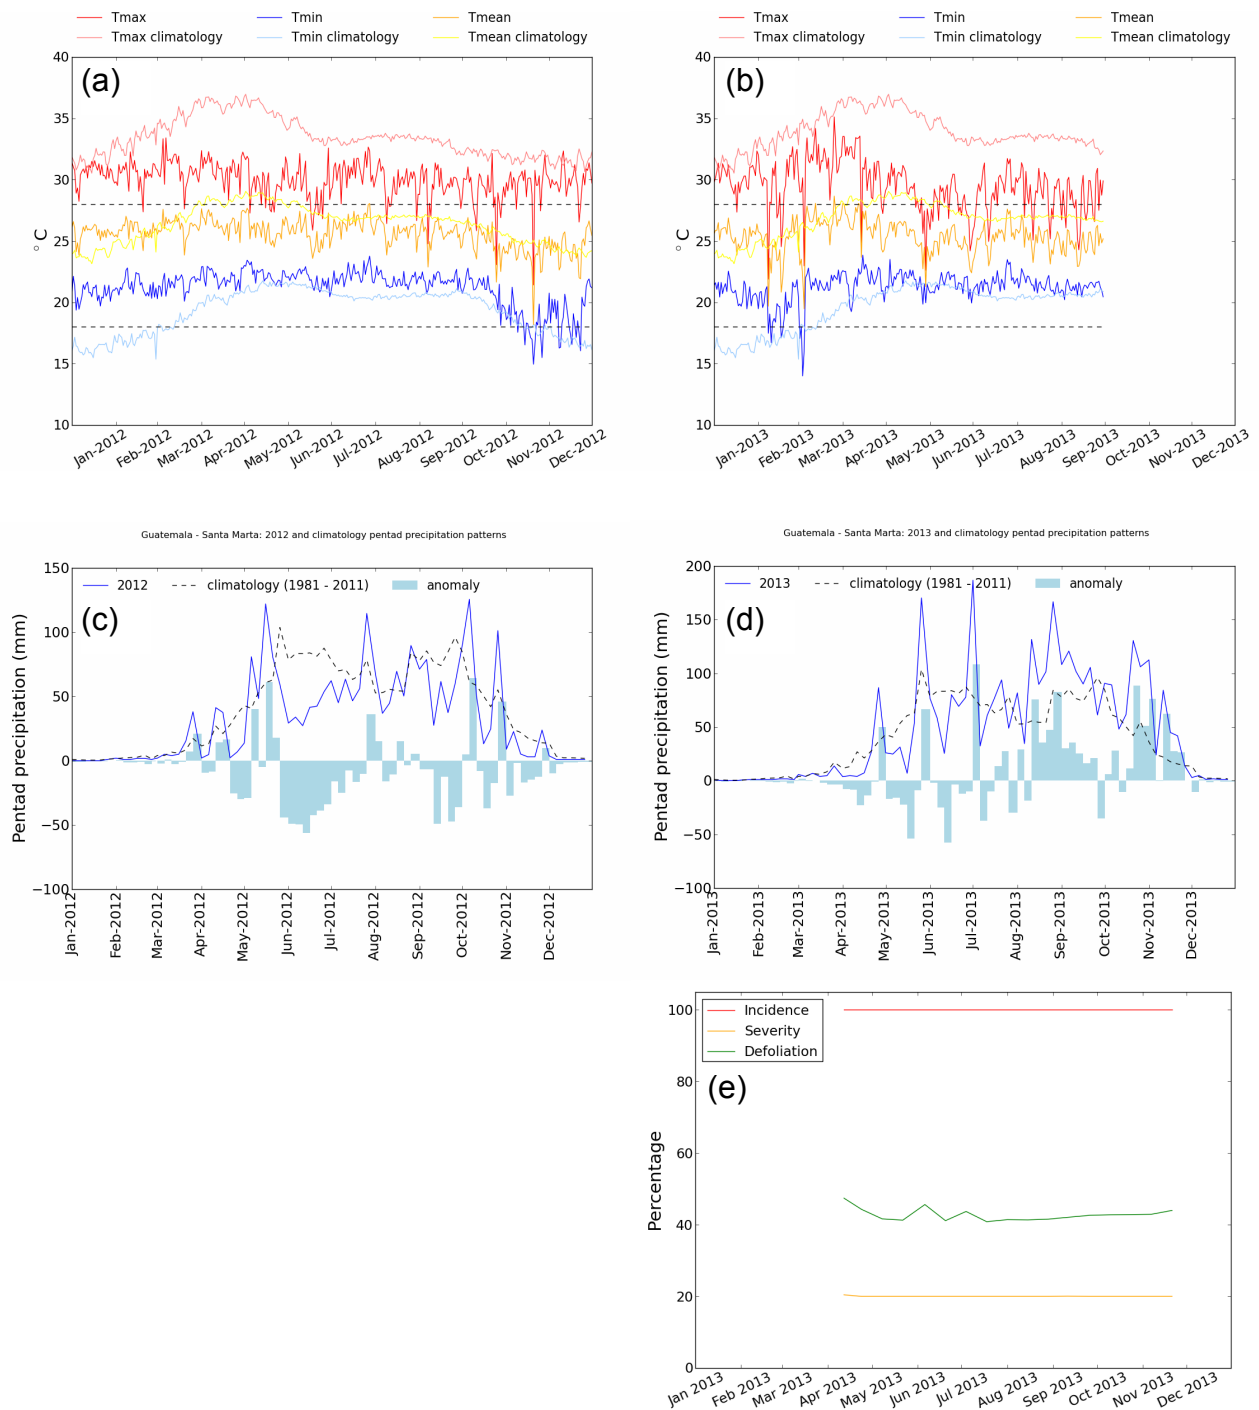 Tmax Tmin Tmean
Tmax climatology Tmin climatology Tmean climatology
(a)
40
35
30
25
20
15
10
°C
Jan-2012 Feb-2012 Mar-2012 Apr-2012 May-2012 Jun-2012 Jul-2012 Aug-2012 Sep-2012 Oct-2012 Nov-2012 Dec-2012
Tmax Tmin Tmean
Tmax climatology Tmin climatology Tmean climatology
(b)
40
35
30
25
20
15
10
°C
Jan-2013 Feb-2013 Mar-2013 Apr-2013 May-2013 Jun-2013 Jul-2013 Aug-2013 Sep-2013 Oct-2013 Nov-2013 Dec-2013
Guatemala - Santa Marta: 2012 and climatology pentad precipitation patterns
2012 climatology (1981 - 2011) anomaly
(c)
150
100
50
0
−50
−100
Pentad precipitation (mm)
Jan-2012 Feb-2012 Mar-2012 Apr-2012 May-2012 Jun-2012 Jul-2012 Aug-2012 Sep-2012 Oct-2012 Nov-2012 Dec-2012
Guatemala - Santa Marta: 2013 and climatology pentad precipitation patterns
2013 climatology (1981 - 2011) anomaly
(d)
200
150
100
50
0
−50
−100
Pentad precipitation (mm)
Jan-2013 Feb-2013 Mar-2013 Apr-2013 May-2013 Jun-2013 Jul-2013 Aug-2013 Sep-2013 Oct-2013 Nov-2013 Dec-2013
Incidence
Severity
Defoliation
(e)
100
80
60
40
20
0
Percentage
Jan 2013 Feb 2013 Mar 2013 Apr 2013 May 2013 Jun 2013 Jul 2013 Aug 2013 Sep 2013 Oct 2013 Nov 2013 Dec 2013